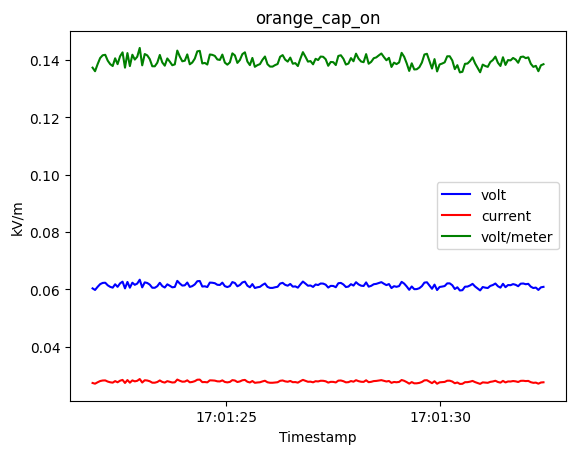 orange_cap_on
0.14
0.12
0.10
0.08
0.06
0.04
kV/m
volt
current
volt/meter
17:01:25
17:01:30
Timestamp